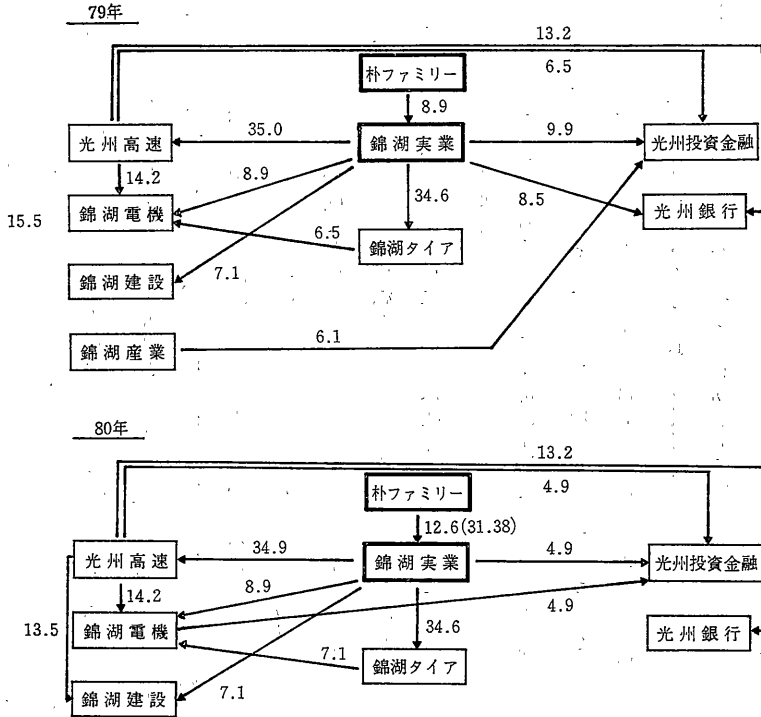 79年
13.2
朴ファミリー
6.5
8.9
光州高速
35.0
錦湖実業
9.9
光州投資金融
14.2
8.9
34.6
8.5
15.5
錦湖電機
光州銀行
6.5
錦湖タイア
錦湖建設
7.1
錦湖産業
6.1
80年
13.2
朴ファミリー
4.9
12.6(31.38)
光州高速
34.9
錦湖実業
4.9
光州投資金融
14.2
8.9
4.9
13.5
錦湖電機
34.6
光州銀行
7.1
錦湖タイア
錦湖建設
7.1